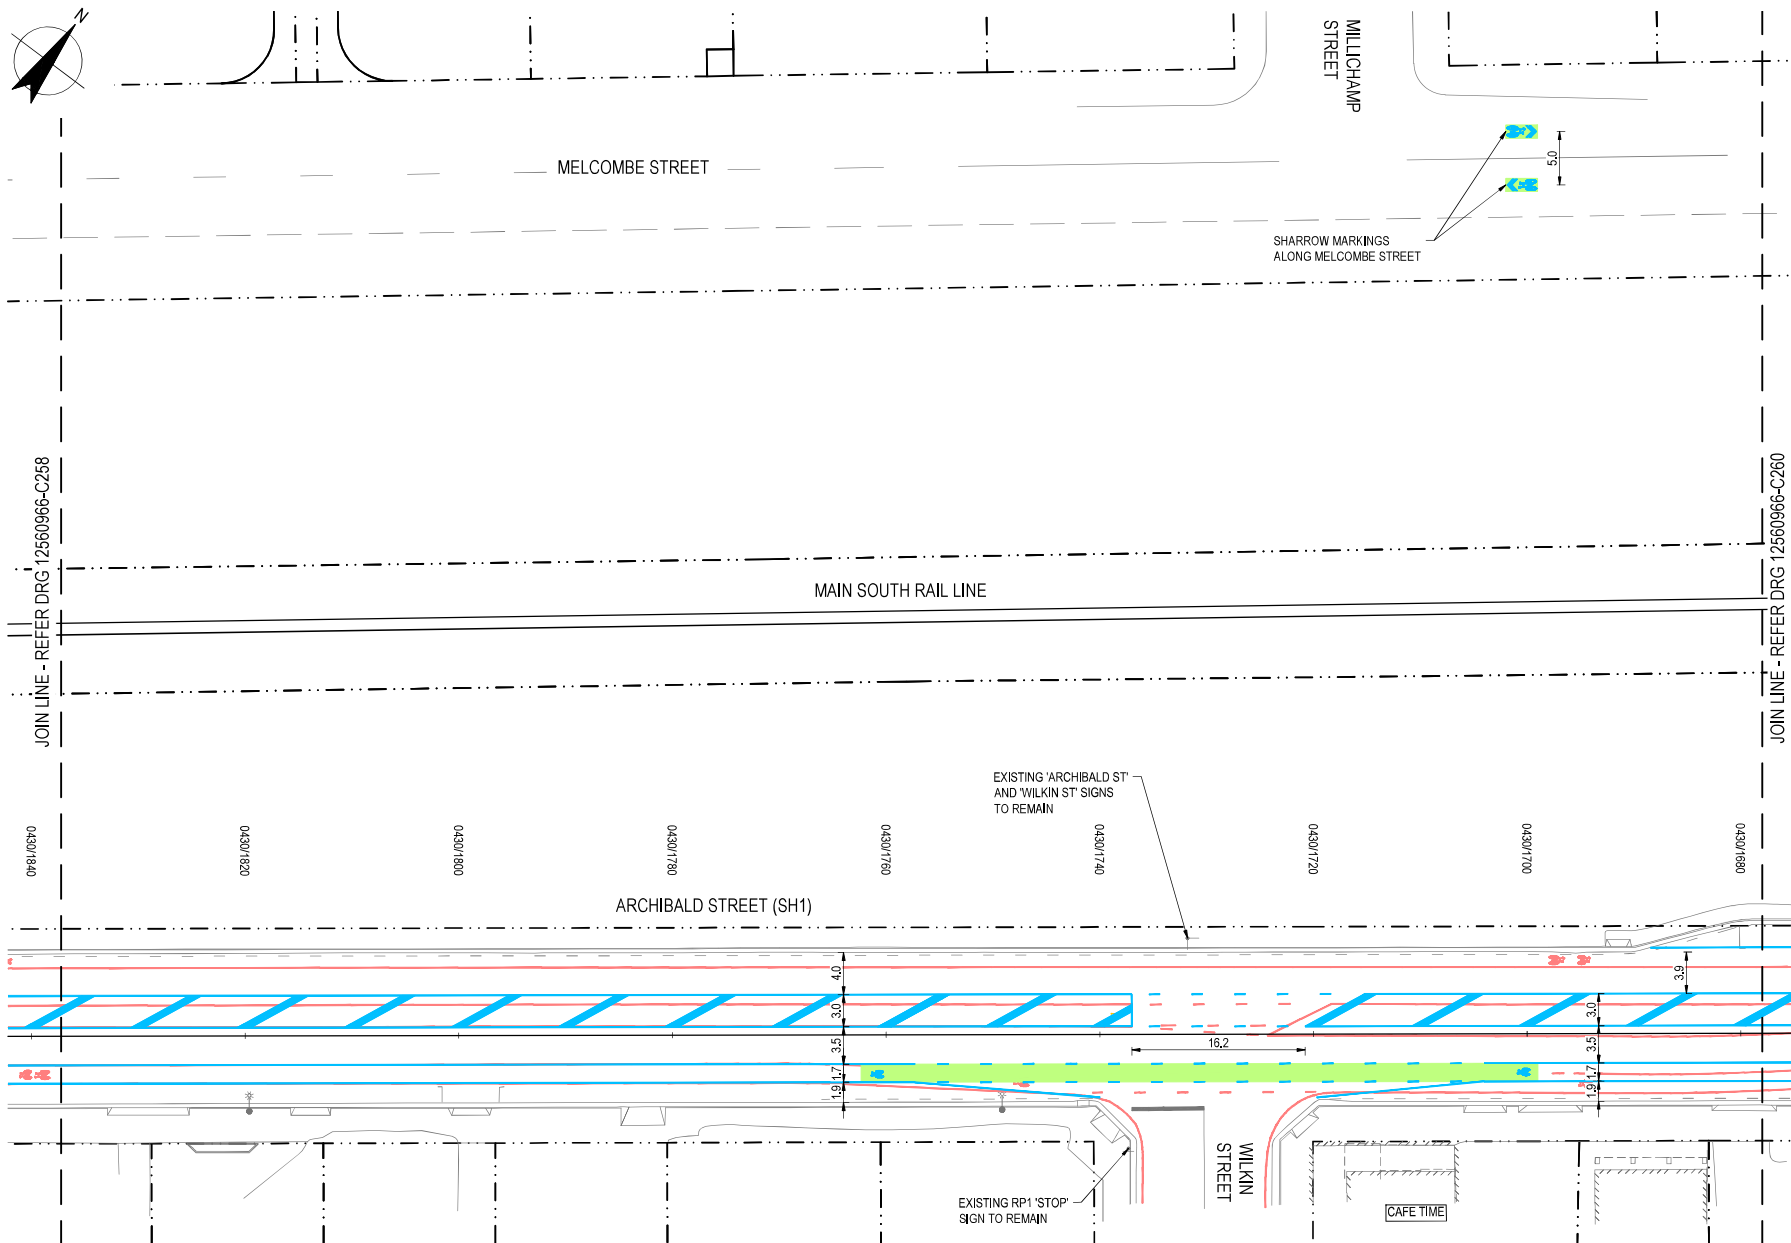 N
MILLICHAMP
STREET
MELCOMBE STREET
5.0
SHARROW MARKINGS
ALONG MELCOMBE STREET
JOIN LINE - REFER DRG 12560966-C258
JOIN LINE - REFER DRG 12560966-C260
MAIN SOUTH RAIL LINE
EXISTING 'ARCHIBALD ST'
AND 'WILKIN ST' SIGNS
TO REMAIN
0430/1840
0430/1820
0430/1800
0430/1780
0430/1760
0430/1740
0430/1720
0430/1700
0430/1680
ARCHIBALD STREET (SH1)
4.0
3.0
3.5
1.7
1.9
16.2
3.9
3.0
3.5
1.7
1.9
WILKIN
STREET
EXISTING RP1 'STOP'
SIGN TO REMAIN
CAFE TIME